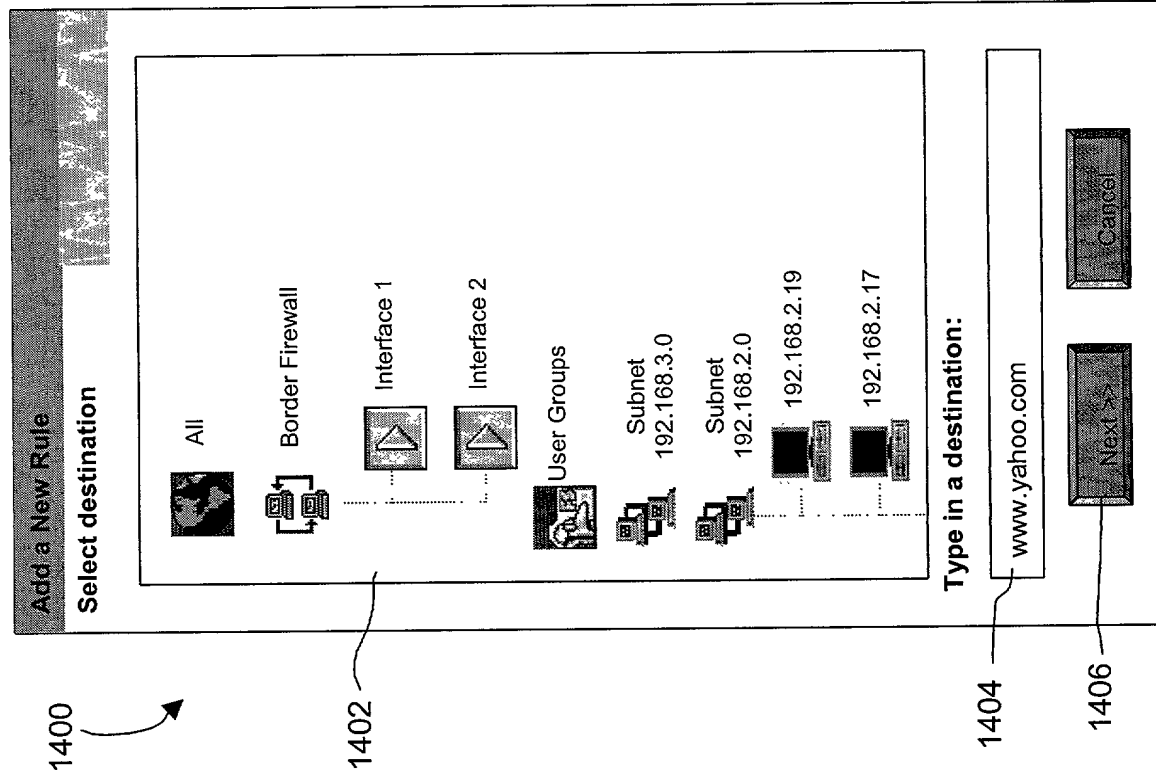 1400
Add a New Rule
Select destination
1402
All
Border Firewall
Interface 1
Interface 2
User Groups
Subnet
192.168.3.0
Subnet
192.168.2.0
192.168.2.19
192.168.2.17
Type in a destination:
1404
www.yahoo.com
1406
Next >>
Cancel